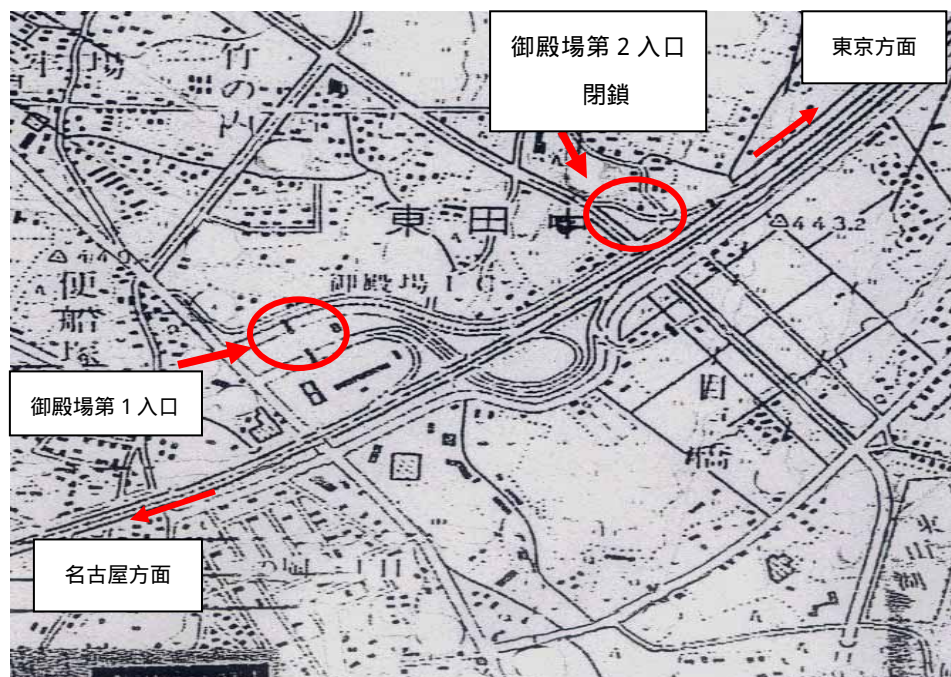 御殿場第２入口
閉鎖
東京方面
竹の内
東田中
△443.2
御殿場IC
便船塚
御殿場第１入口
名古屋方面